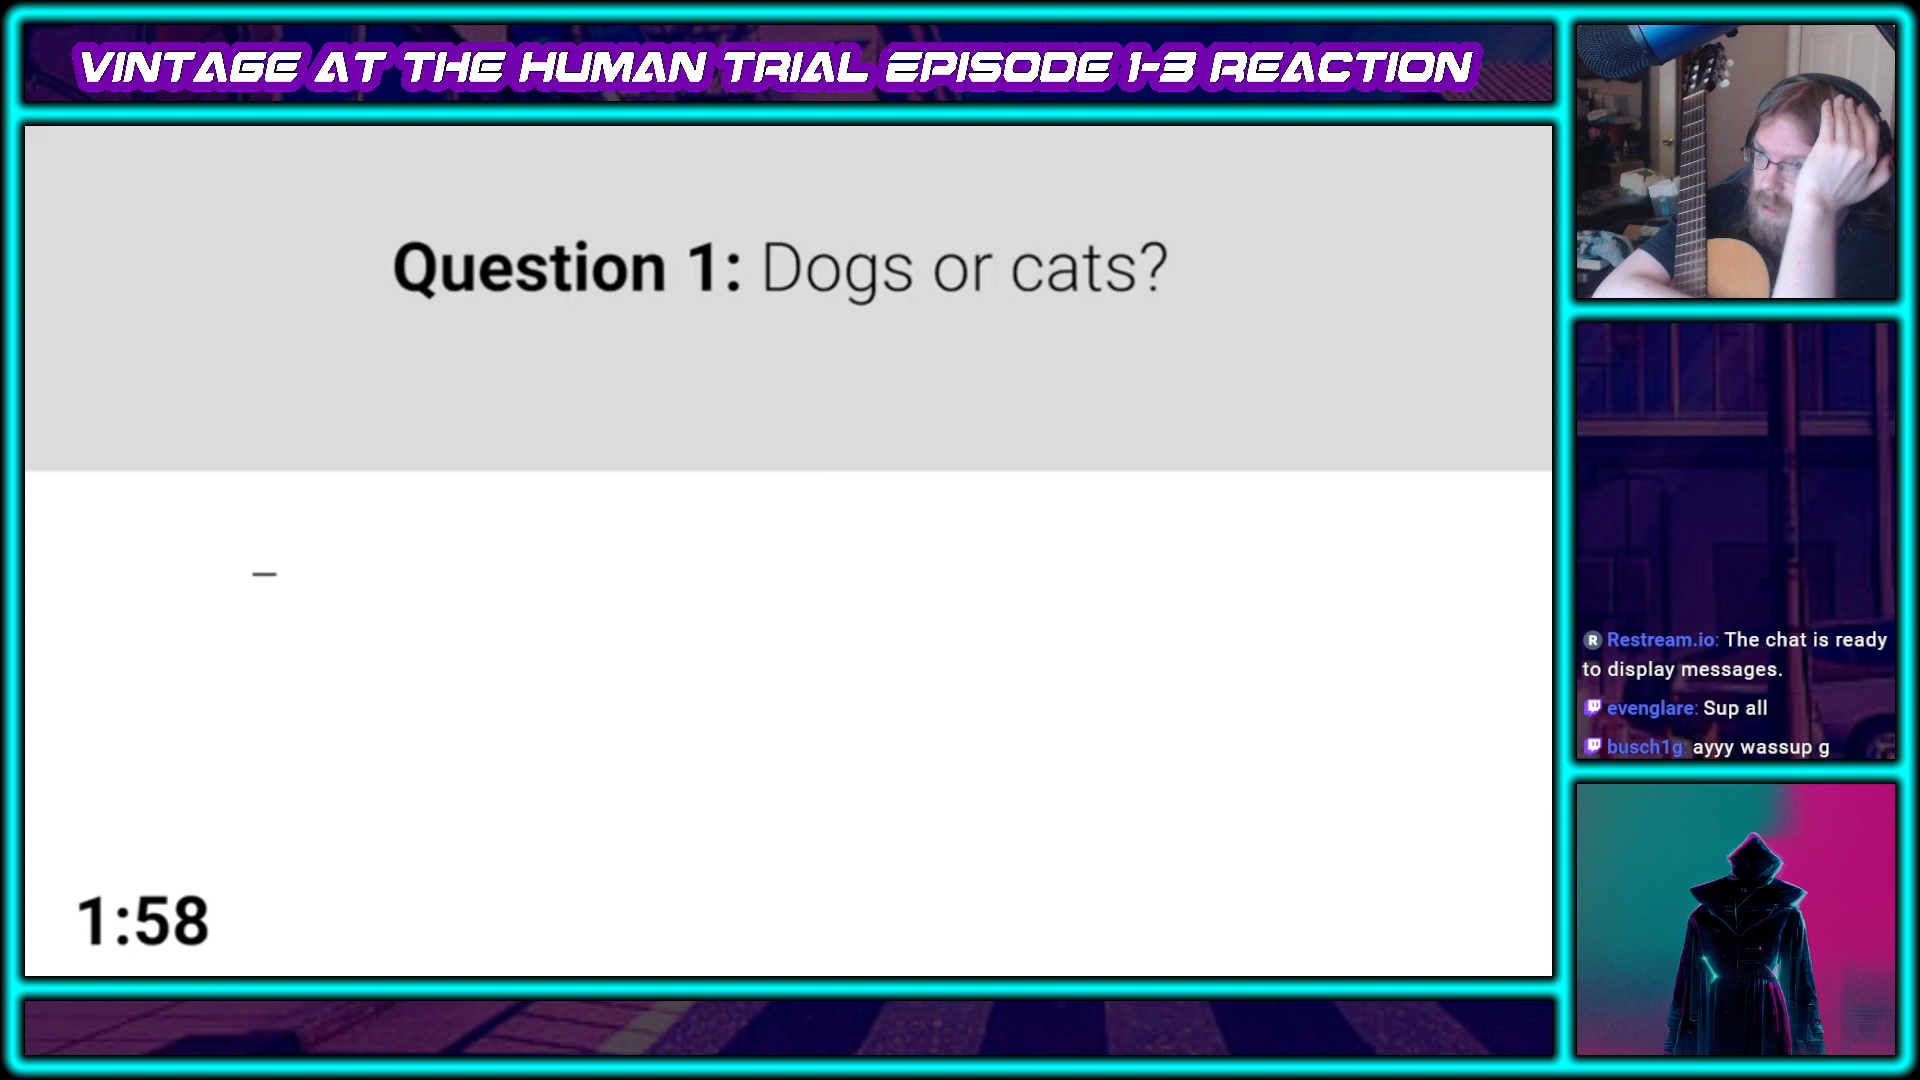 VINTAGE AT THE HUMAN TRIAL EPISODE 1-3 REACTION
Question 1: Dogs or cats?
_
1:58
R Restream.io: The chat is ready
to display messages.
evenglare: Sup all
busch1g: ayyy wassup g